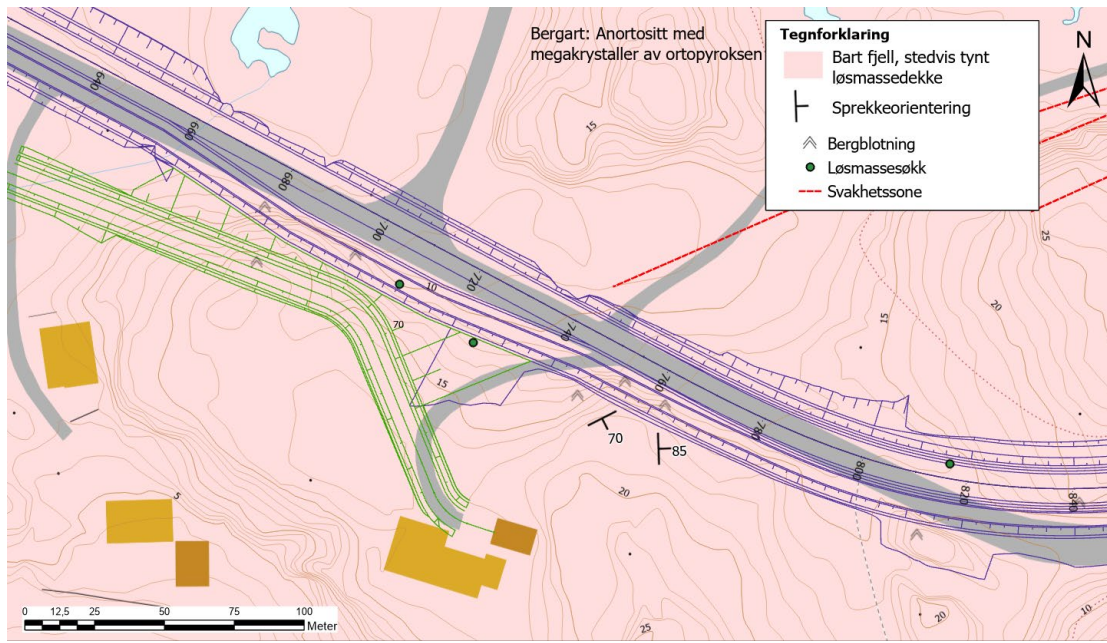 Bergart: Anortositt med
megakrystaller av ortopyroksen
Tegnforklaring
Bart fjell, stedvis tynt
løsmassedekke
Sprekkeorientering
Bergblotning
Løsmassesøkk
Svakhetssone
N
640
660
680
700
720
740
760
780
800
820
840
15
25
20
15
10
70
15
70
85
20
5
25
20
10
0 12,5 25 50 75 100
Meter